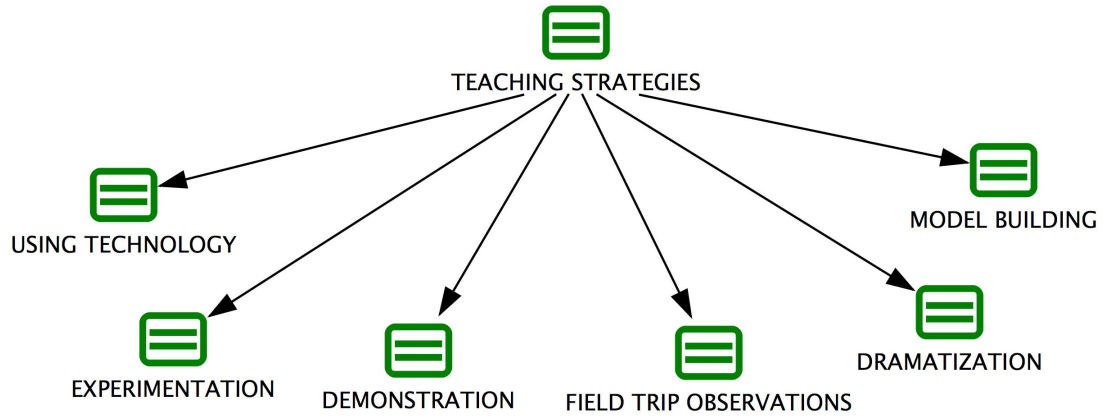 TEACHING STRATEGIES
USING TECHNOLOGY
MODEL BUILDING
EXPERIMENTATION
DEMONSTRATION
FIELD TRIP OBSERVATIONS
DRAMATIZATION